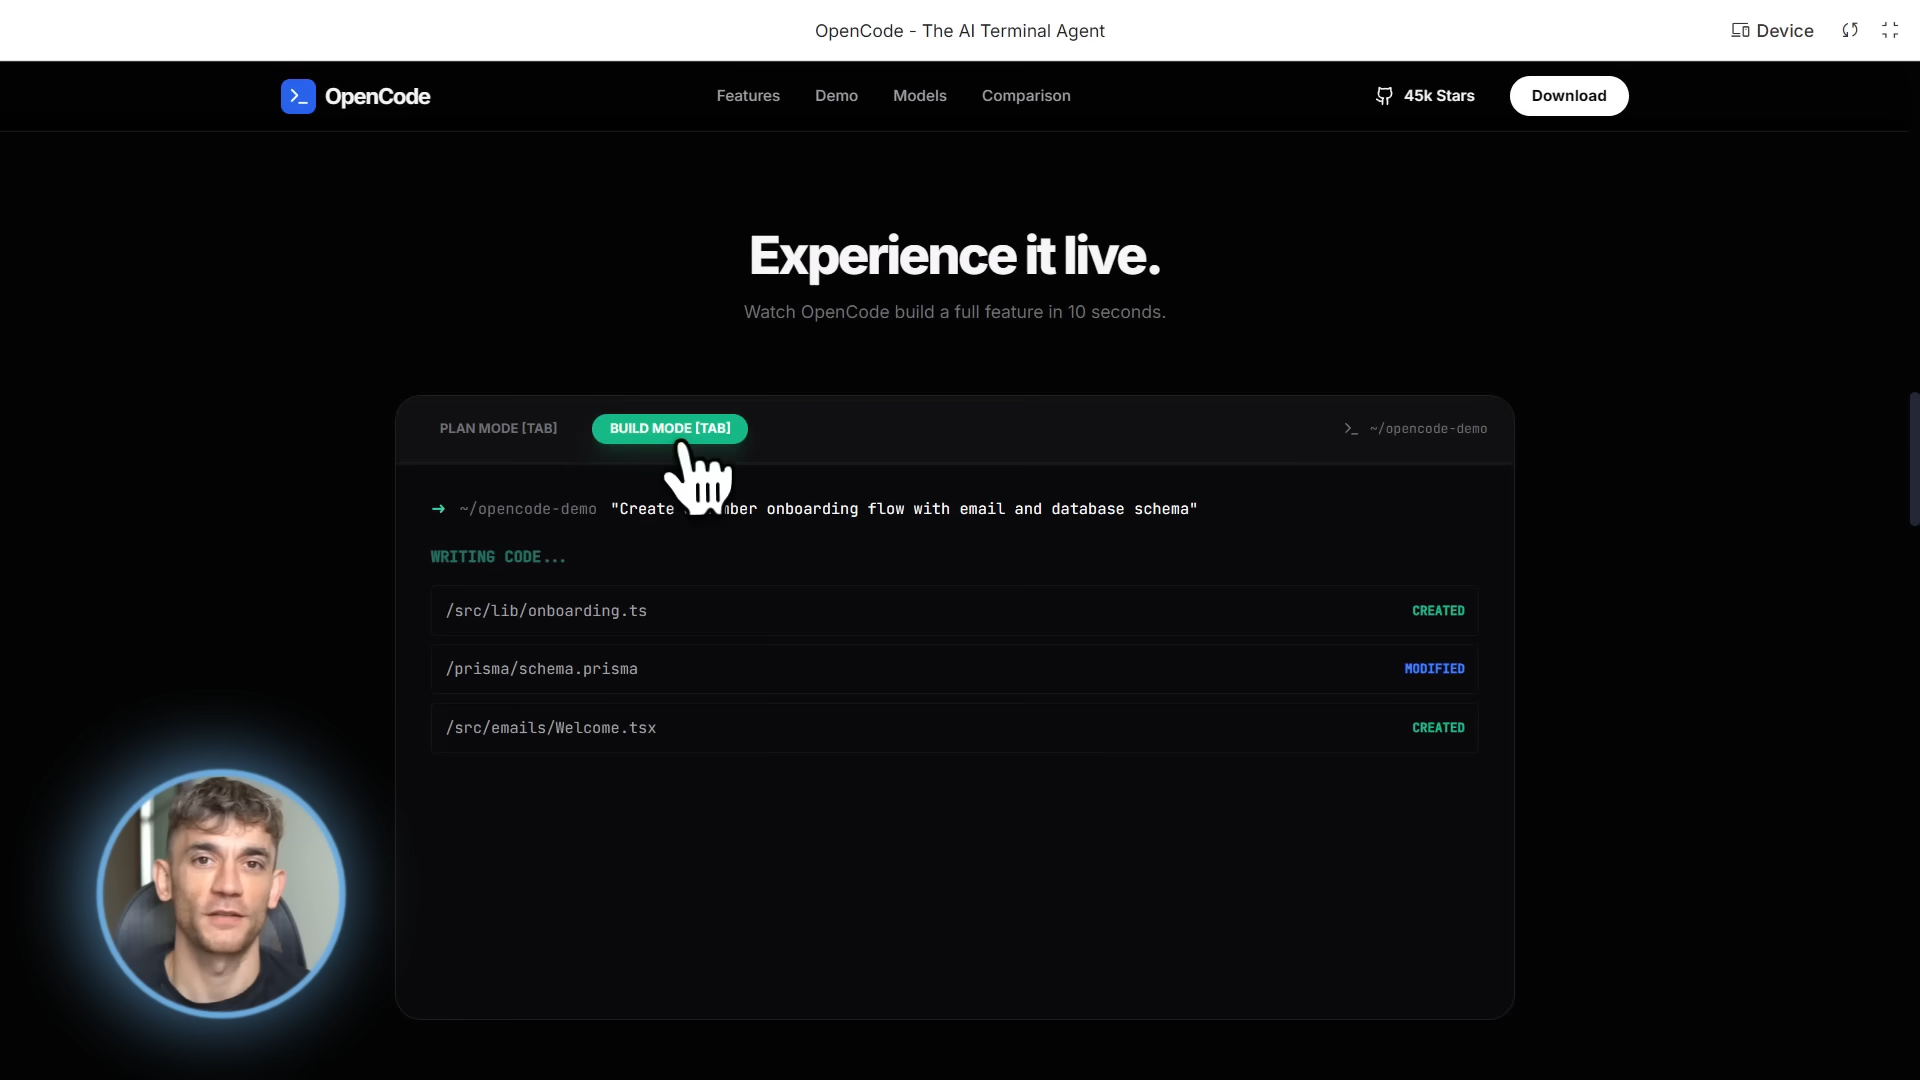 OpenCode - The AI Terminal Agent
Device
OpenCode
Features
Demo
Models
Comparison
45k Stars
Download
Experience it live.
Watch OpenCode build a full feature in 10 seconds.
PLAN MODE [TAB]
BUILD MODE [TAB]
~/opencode-demo
~/opencode-demo "Create onboarding flow with email and database schema"
WRITING CODE...
/src/lib/onboarding.ts CREATED
/prisma/schema.prisma MODIFIED
/src/emails/Welcome.tsx CREATED